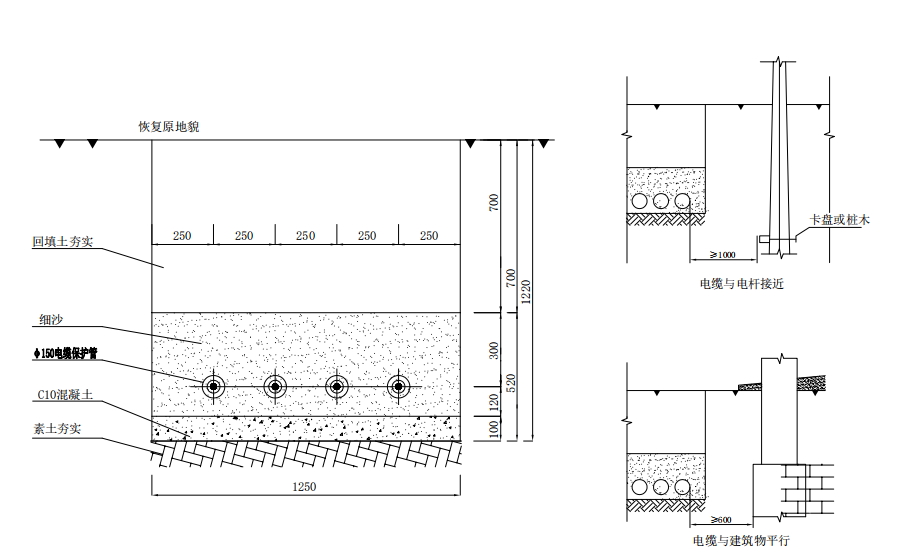 恢复原地貌
250 250 250 250 250
回填土夯实
细沙
ф150电缆保护管
C10混凝土
素土夯实
1250
700
300
120
100
700
520
1220
卡盘或桩木
≥1000
电缆与电杆接近
≥600
电缆与建筑物平行